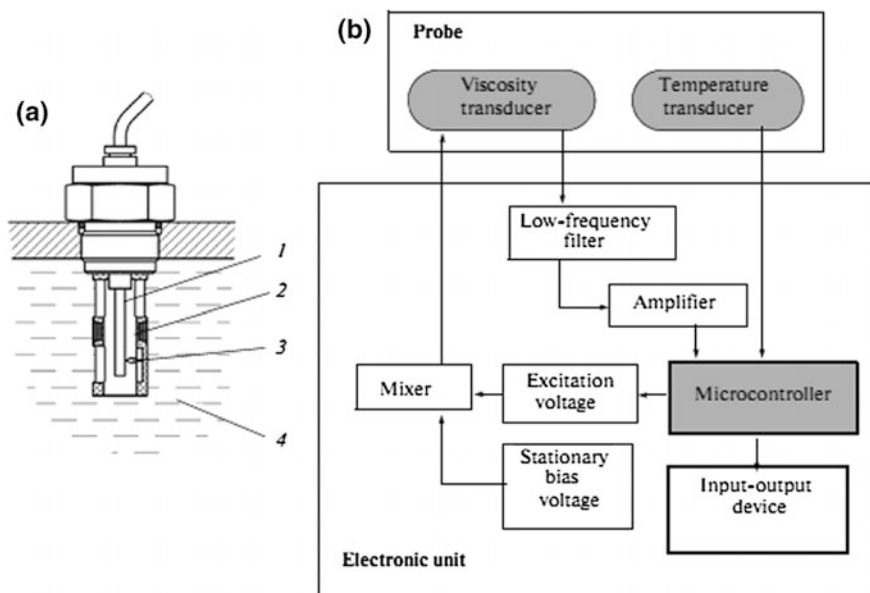 (a)
1
2
3
4
(b)
Probe
Viscosity
transducer
Temperature
transducer
Low-frequency
filter
Amplifier
Mixer
Excitation
voltage
Microcontroller
Stationary
bias
voltage
Input-output
device
Electronic unit